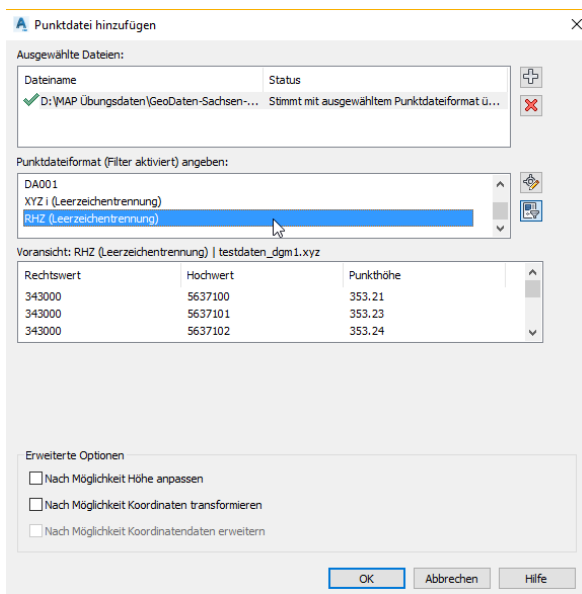 Punktdatei hinzufügen
Ausgewählte Dateien:
Dateiname Status
D:\MAP Übungsdaten\GeoDaten-Sachsen-... Stimmt mit ausgewähltem Punktdateiformat ü...
Punktdateiformat (Filter aktiviert) angeben:
DA001
XYZ i (Leerzeichentrennung)
RHZ (Leerzeichentrennung)
Voransicht: RHZ (Leerzeichentrennung) | testdaten_dgm1.xyz
Rechtswert Hochwert Punkthöhe
343000 5637100 353.21
343000 5637101 353.23
343000 5637102 353.24
Erweiterte Optionen
Nach Möglichkeit Höhe anpassen
Nach Möglichkeit Koordinaten transformieren
Nach Möglichkeit Koordinatendaten erweitern
OK Abbrechen Hilfe